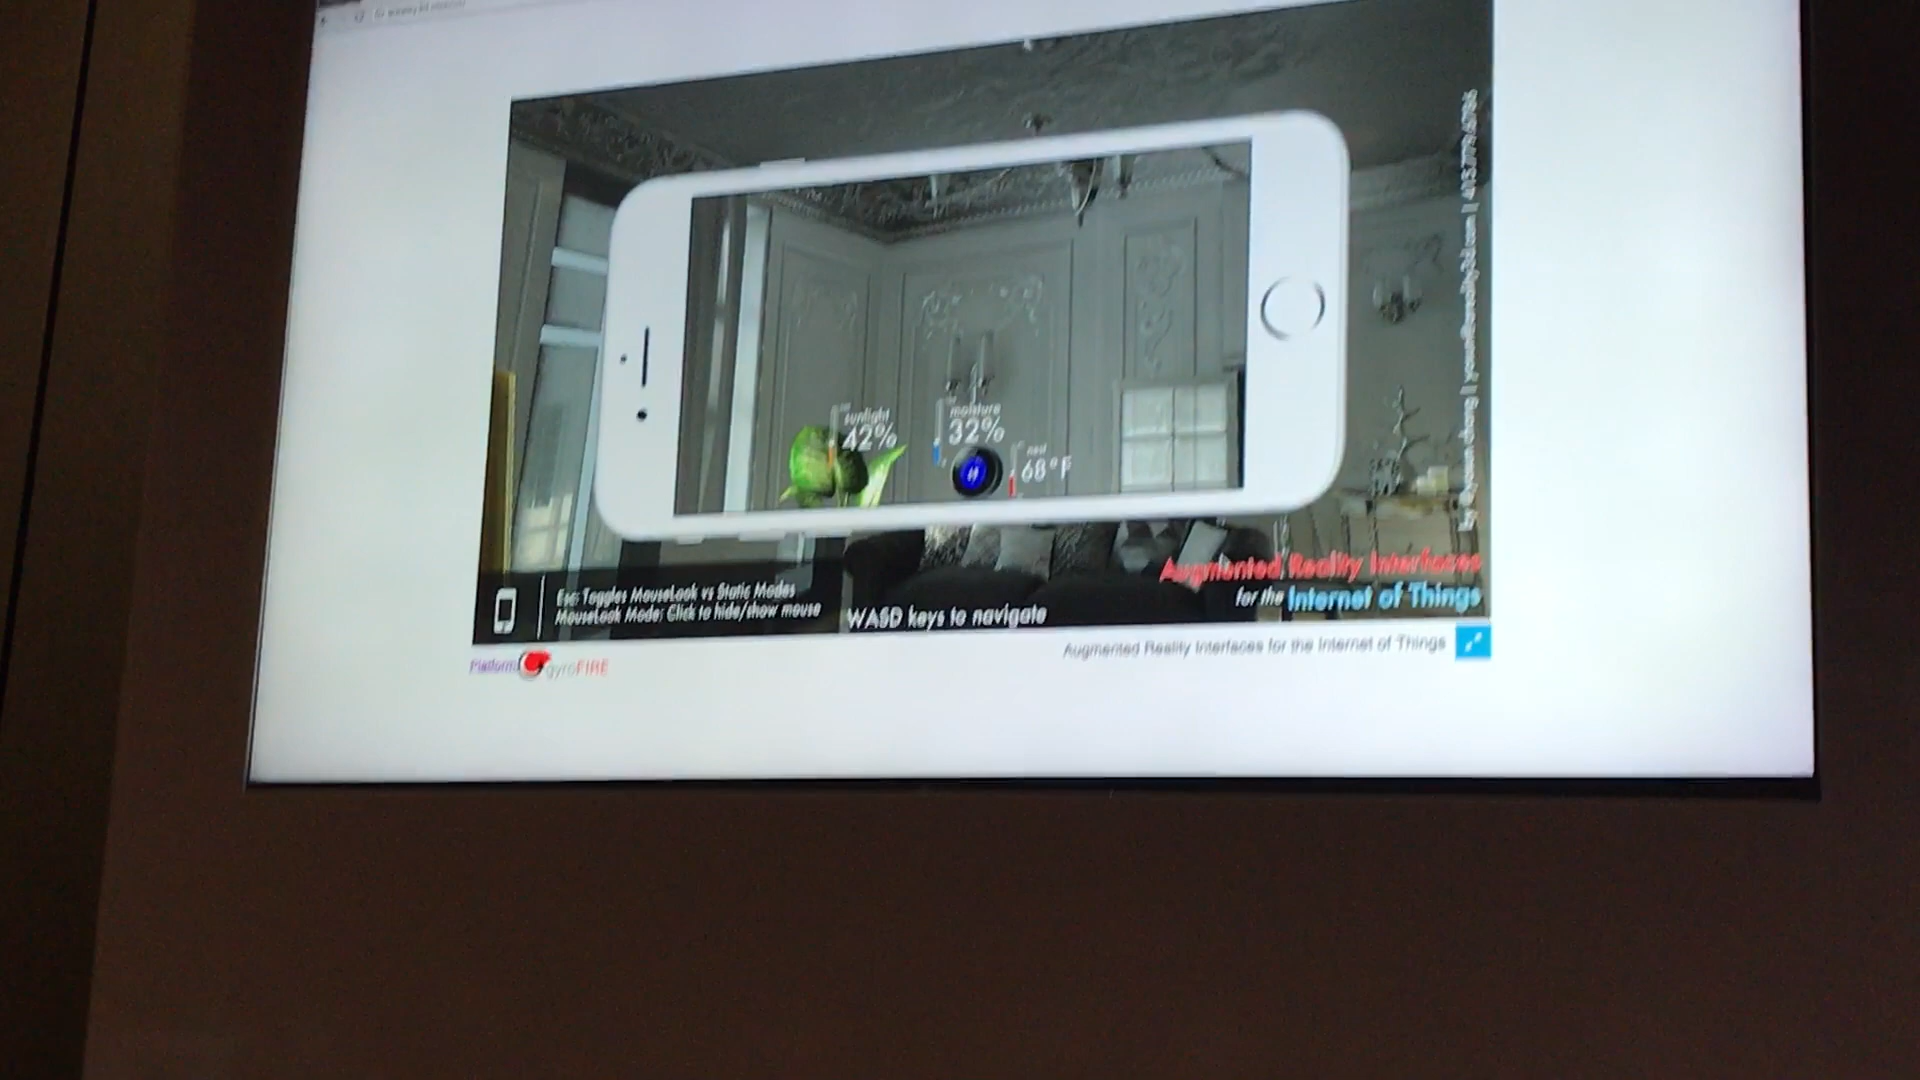 sunlight
42%
moisture
32%
nest
68°F
Esc: Toggles MouseLook vs Static Modes
MouseLook Mode: Click to hide/show mouse
WASD keys to navigate
Augmented Reality Interfaces
for the Internet of Things
Augmented Reality Interfaces for the Internet of Things
Platform
gyroFIRE